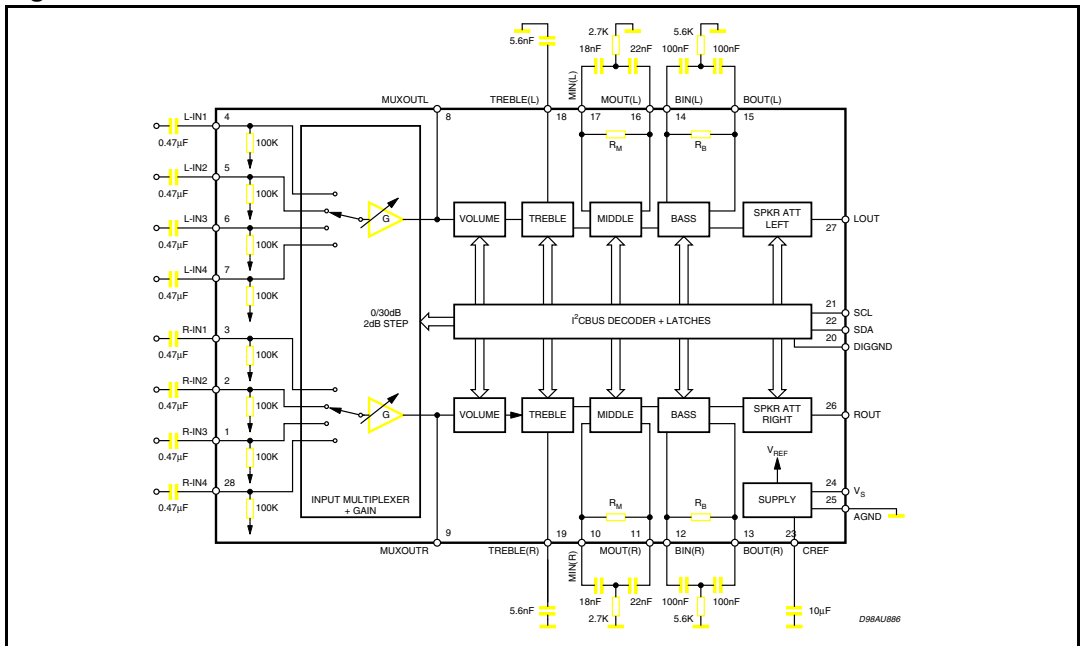 5.6nF
2.7K
18nF 22nF
5.6K
100nF 100nF
MUXOUTL
TREBLE(L)
MIN(L)
MOUT(L)
BIN(L)
BOUT(L)
8
18
17
16
14
15
L-IN1
4
0.47μF
100K
L-IN2
5
0.47μF
100K
L-IN3
6
0.47μF
100K
L-IN4
7
0.47μF
100K
R-IN1
3
0.47μF
100K
R-IN2
2
0.47μF
100K
R-IN3
1
0.47μF
100K
R-IN4
28
0.47μF
100K
G
0/30dB
2dB STEP
G
INPUT MULTIPLEXER
+ GAIN
RM
RB
VOLUME
TREBLE
MIDDLE
BASS
SPKR ATT
LEFT
27
LOUT
I2CBUS DECODER + LATCHES
21
SCL
22
SDA
20
DIGGND
VOLUME
TREBLE
MIDDLE
BASS
SPKR ATT
RIGHT
26
ROUT
VREF
SUPPLY
24
VS
25
AGND
RM
RB
9
19
10
11
12
13
23
MUXOUTR
TREBLE(R)
MIN(R)
MOUT(R)
BIN(R)
BOUT(R)
CREF
5.6nF
18nF 22nF
2.7K
100nF 100nF
5.6K
10μF
D98AU886